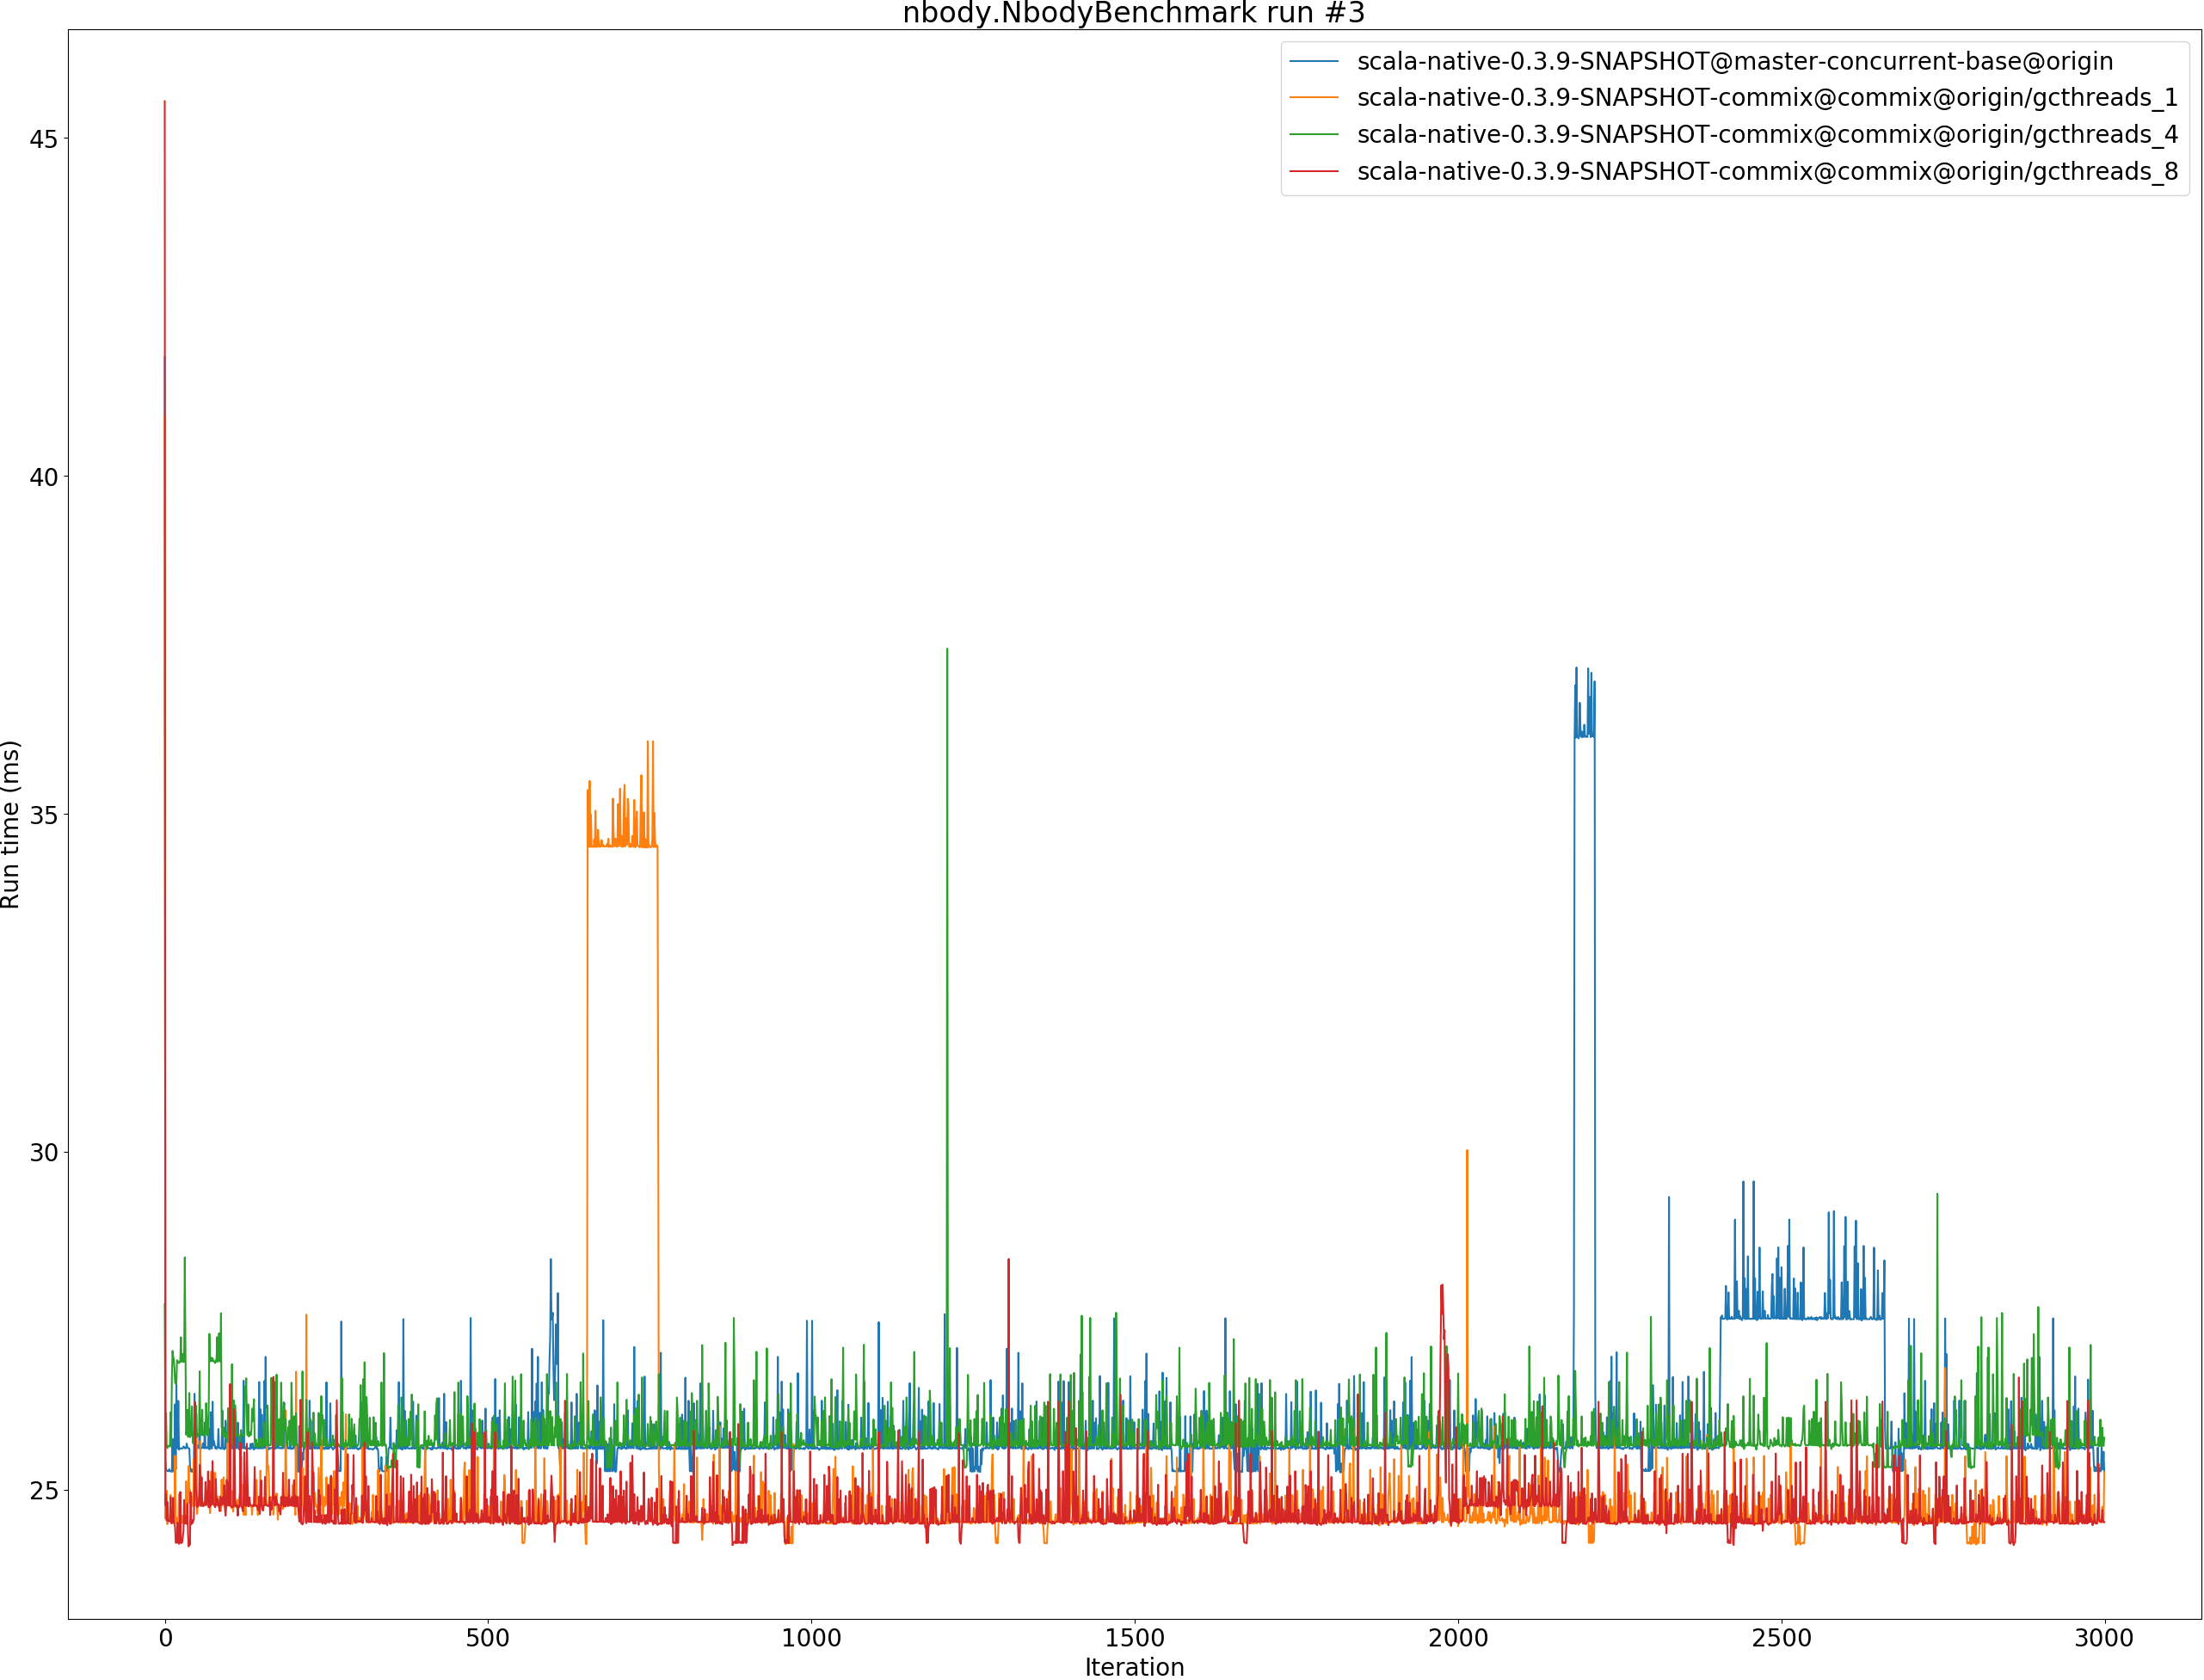 nbody.NbodyBenchmark run #3
scala-native-0.3.9-SNAPSHOT@master-concurrent-base@origin
scala-native-0.3.9-SNAPSHOT-commix@commix@origin/gcthreads_1
scala-native-0.3.9-SNAPSHOT-commix@commix@origin/gcthreads_4
scala-native-0.3.9-SNAPSHOT-commix@commix@origin/gcthreads_8
45
40
35
30
25
Run time (ms)
0 500 1000 1500 2000 2500 3000
Iteration